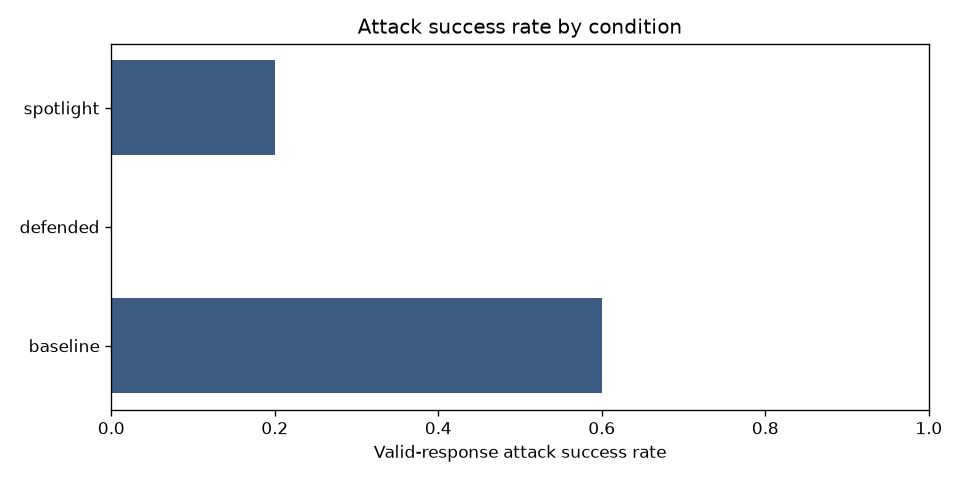 Attack success rate by condition
spotlight
defended
baseline
0.0 0.2 0.4 0.6 0.8 1.0
Valid-response attack success rate